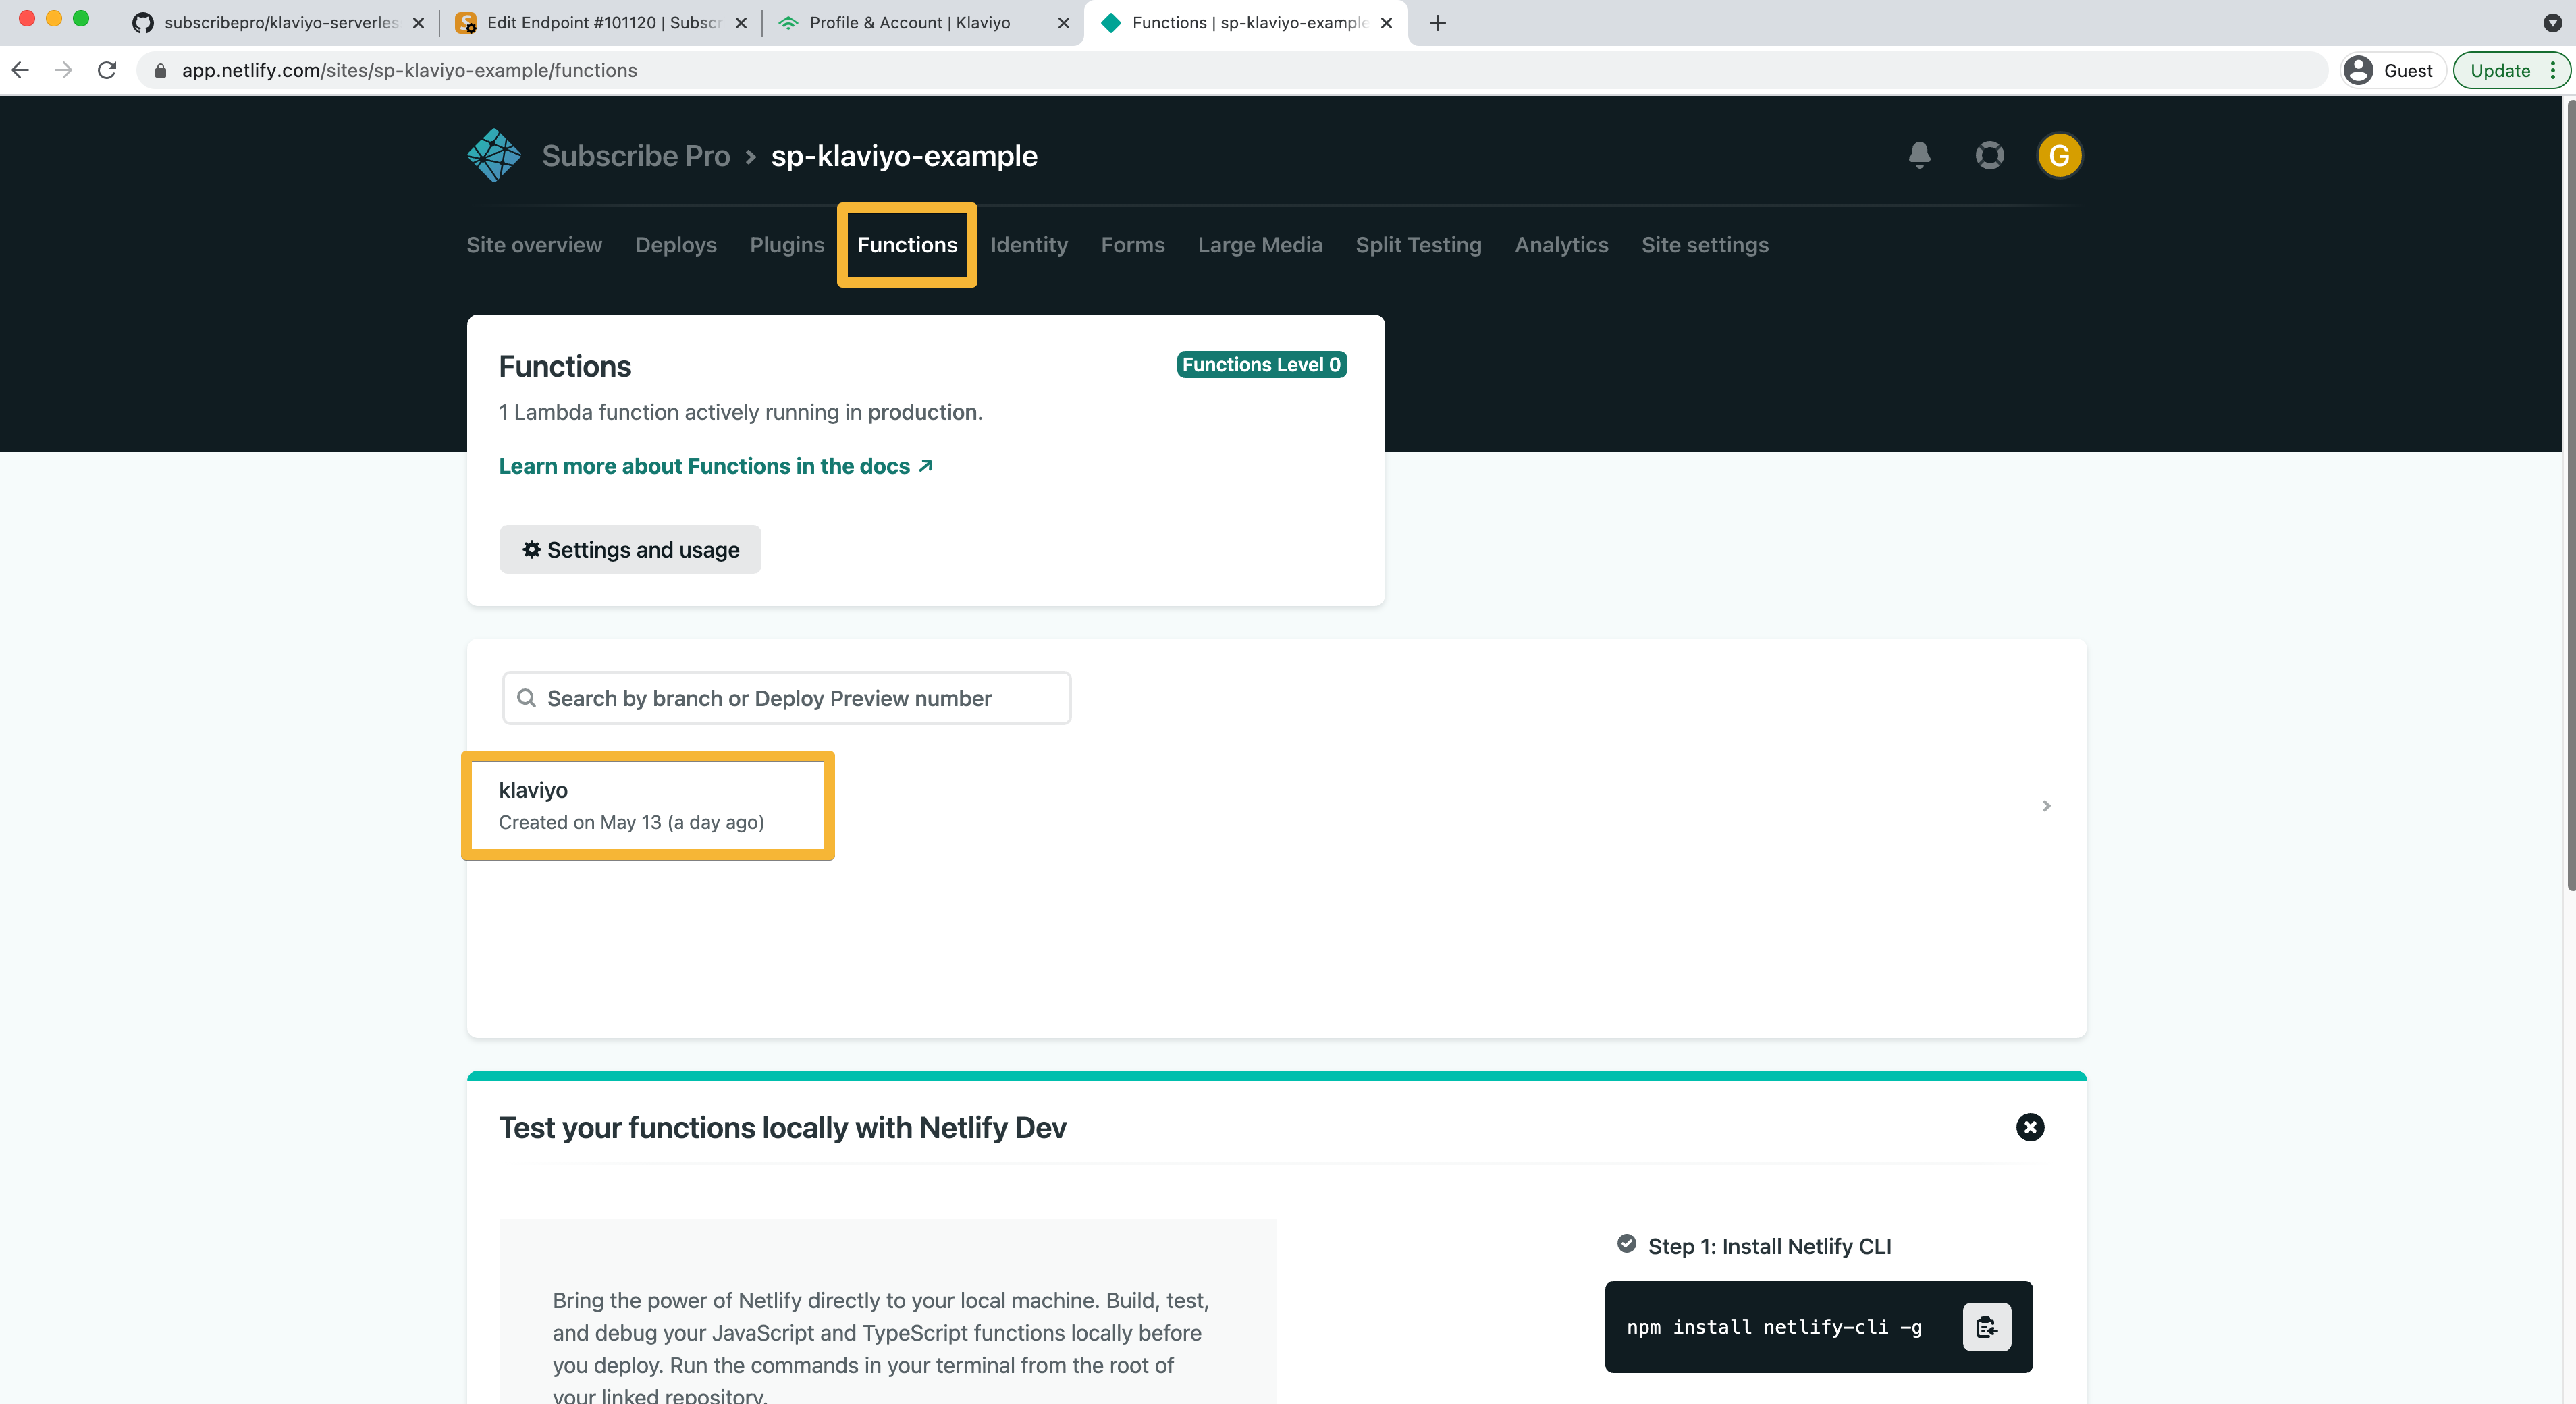 subscribepro/klaviyo-serverles
Edit Endpoint #101120 | Subscr
Profile & Account | Klaviyo
Functions | sp-klaviyo-example
app.netlify.com/sites/sp-klaviyo-example/functions
Guest
Update
Subscribe Pro > sp-klaviyo-example
G
Site overview Deploys Plugins Functions Identity Forms Large Media Split Testing Analytics Site settings
Functions
Functions Level 0
1 Lambda function actively running in production.
Learn more about Functions in the docs
Settings and usage
Search by branch or Deploy Preview number
klaviyo
Created on May 13 (a day ago)
Test your functions locally with Netlify Dev
Bring the power of Netlify directly to your local machine. Build, test,
and debug your JavaScript and TypeScript functions locally before
you deploy. Run the commands in your terminal from the root of
your linked repository.
Step 1: Install Netlify CLI
npm install netlify-cli -g